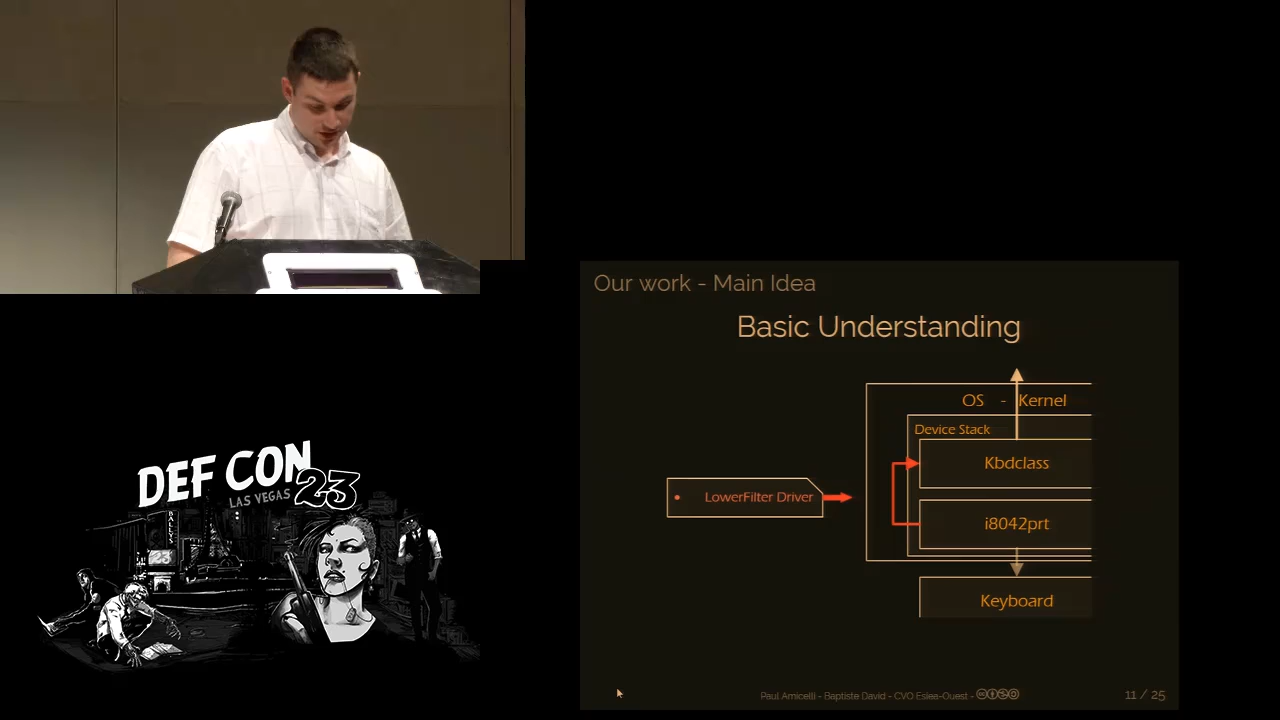 Our work - Main Idea
Basic Understanding
OS - Kernel
Device Stack
Kbdclass
LowerFilter Driver
i8042prt
Keyboard
Paul Amicelli - Baptiste David - CVO Esiea-Ouest -
11 / 25
DEF CON
LAS VEGAS 23
BALLYS
23